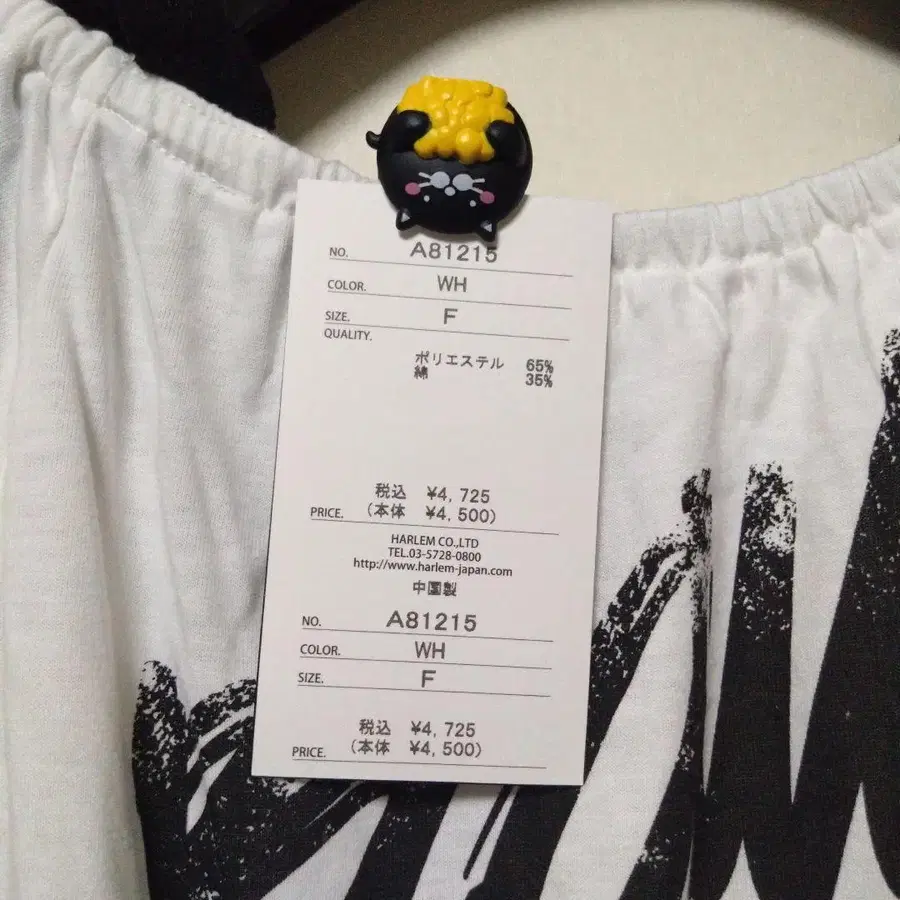 NO. A81215
COLOR. WH
SIZE. F
QUALITY.
ポリエステル 65%
綿 35%
税込 ¥4,725
PRICE. (本体 ¥4,500)
HARLEM CO.,LTD
TEL.03-5728-0800
http://www.harlem-japan.com
中国製
NO. A81215
COLOR. WH
SIZE. F
税込 ¥4,725
PRICE. (本体 ¥4,500)